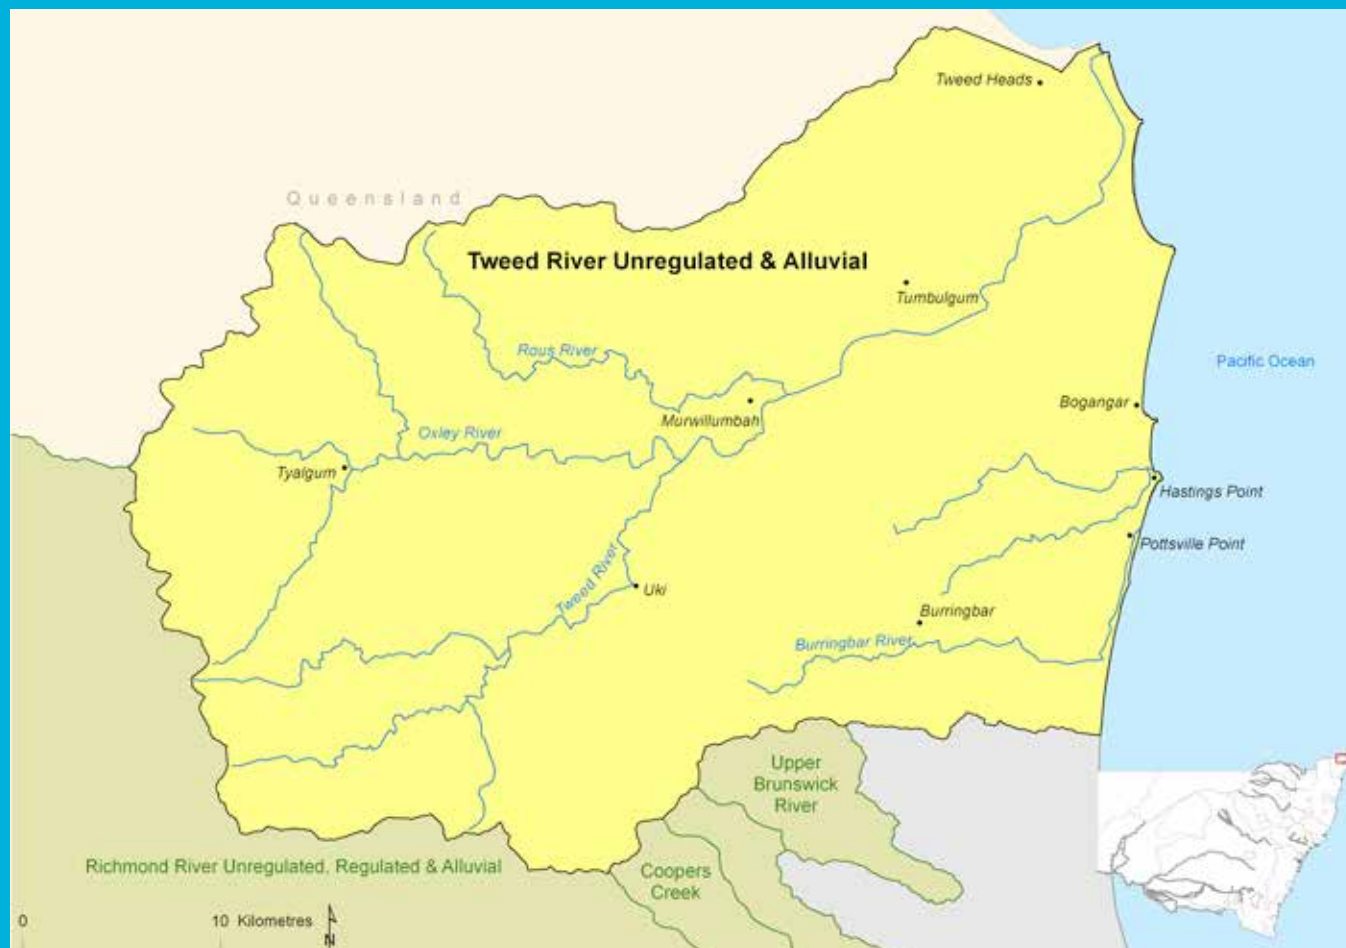 Tweed Heads
Queensland
Tweed River Unregulated & Alluvial
Tumbulgum
Rous River
Pacific Ocean
Bogangar
Murwillumbah
Oxley River
Tyalgum
Hastings Point
Pottsville Point
Tweed River
Uki
Burringbar
Burringbar River
Upper
Brunswick
River
Richmond River Unregulated. Regulated & Alluvial
Coopers
Creek
0
10 Kilometres
N